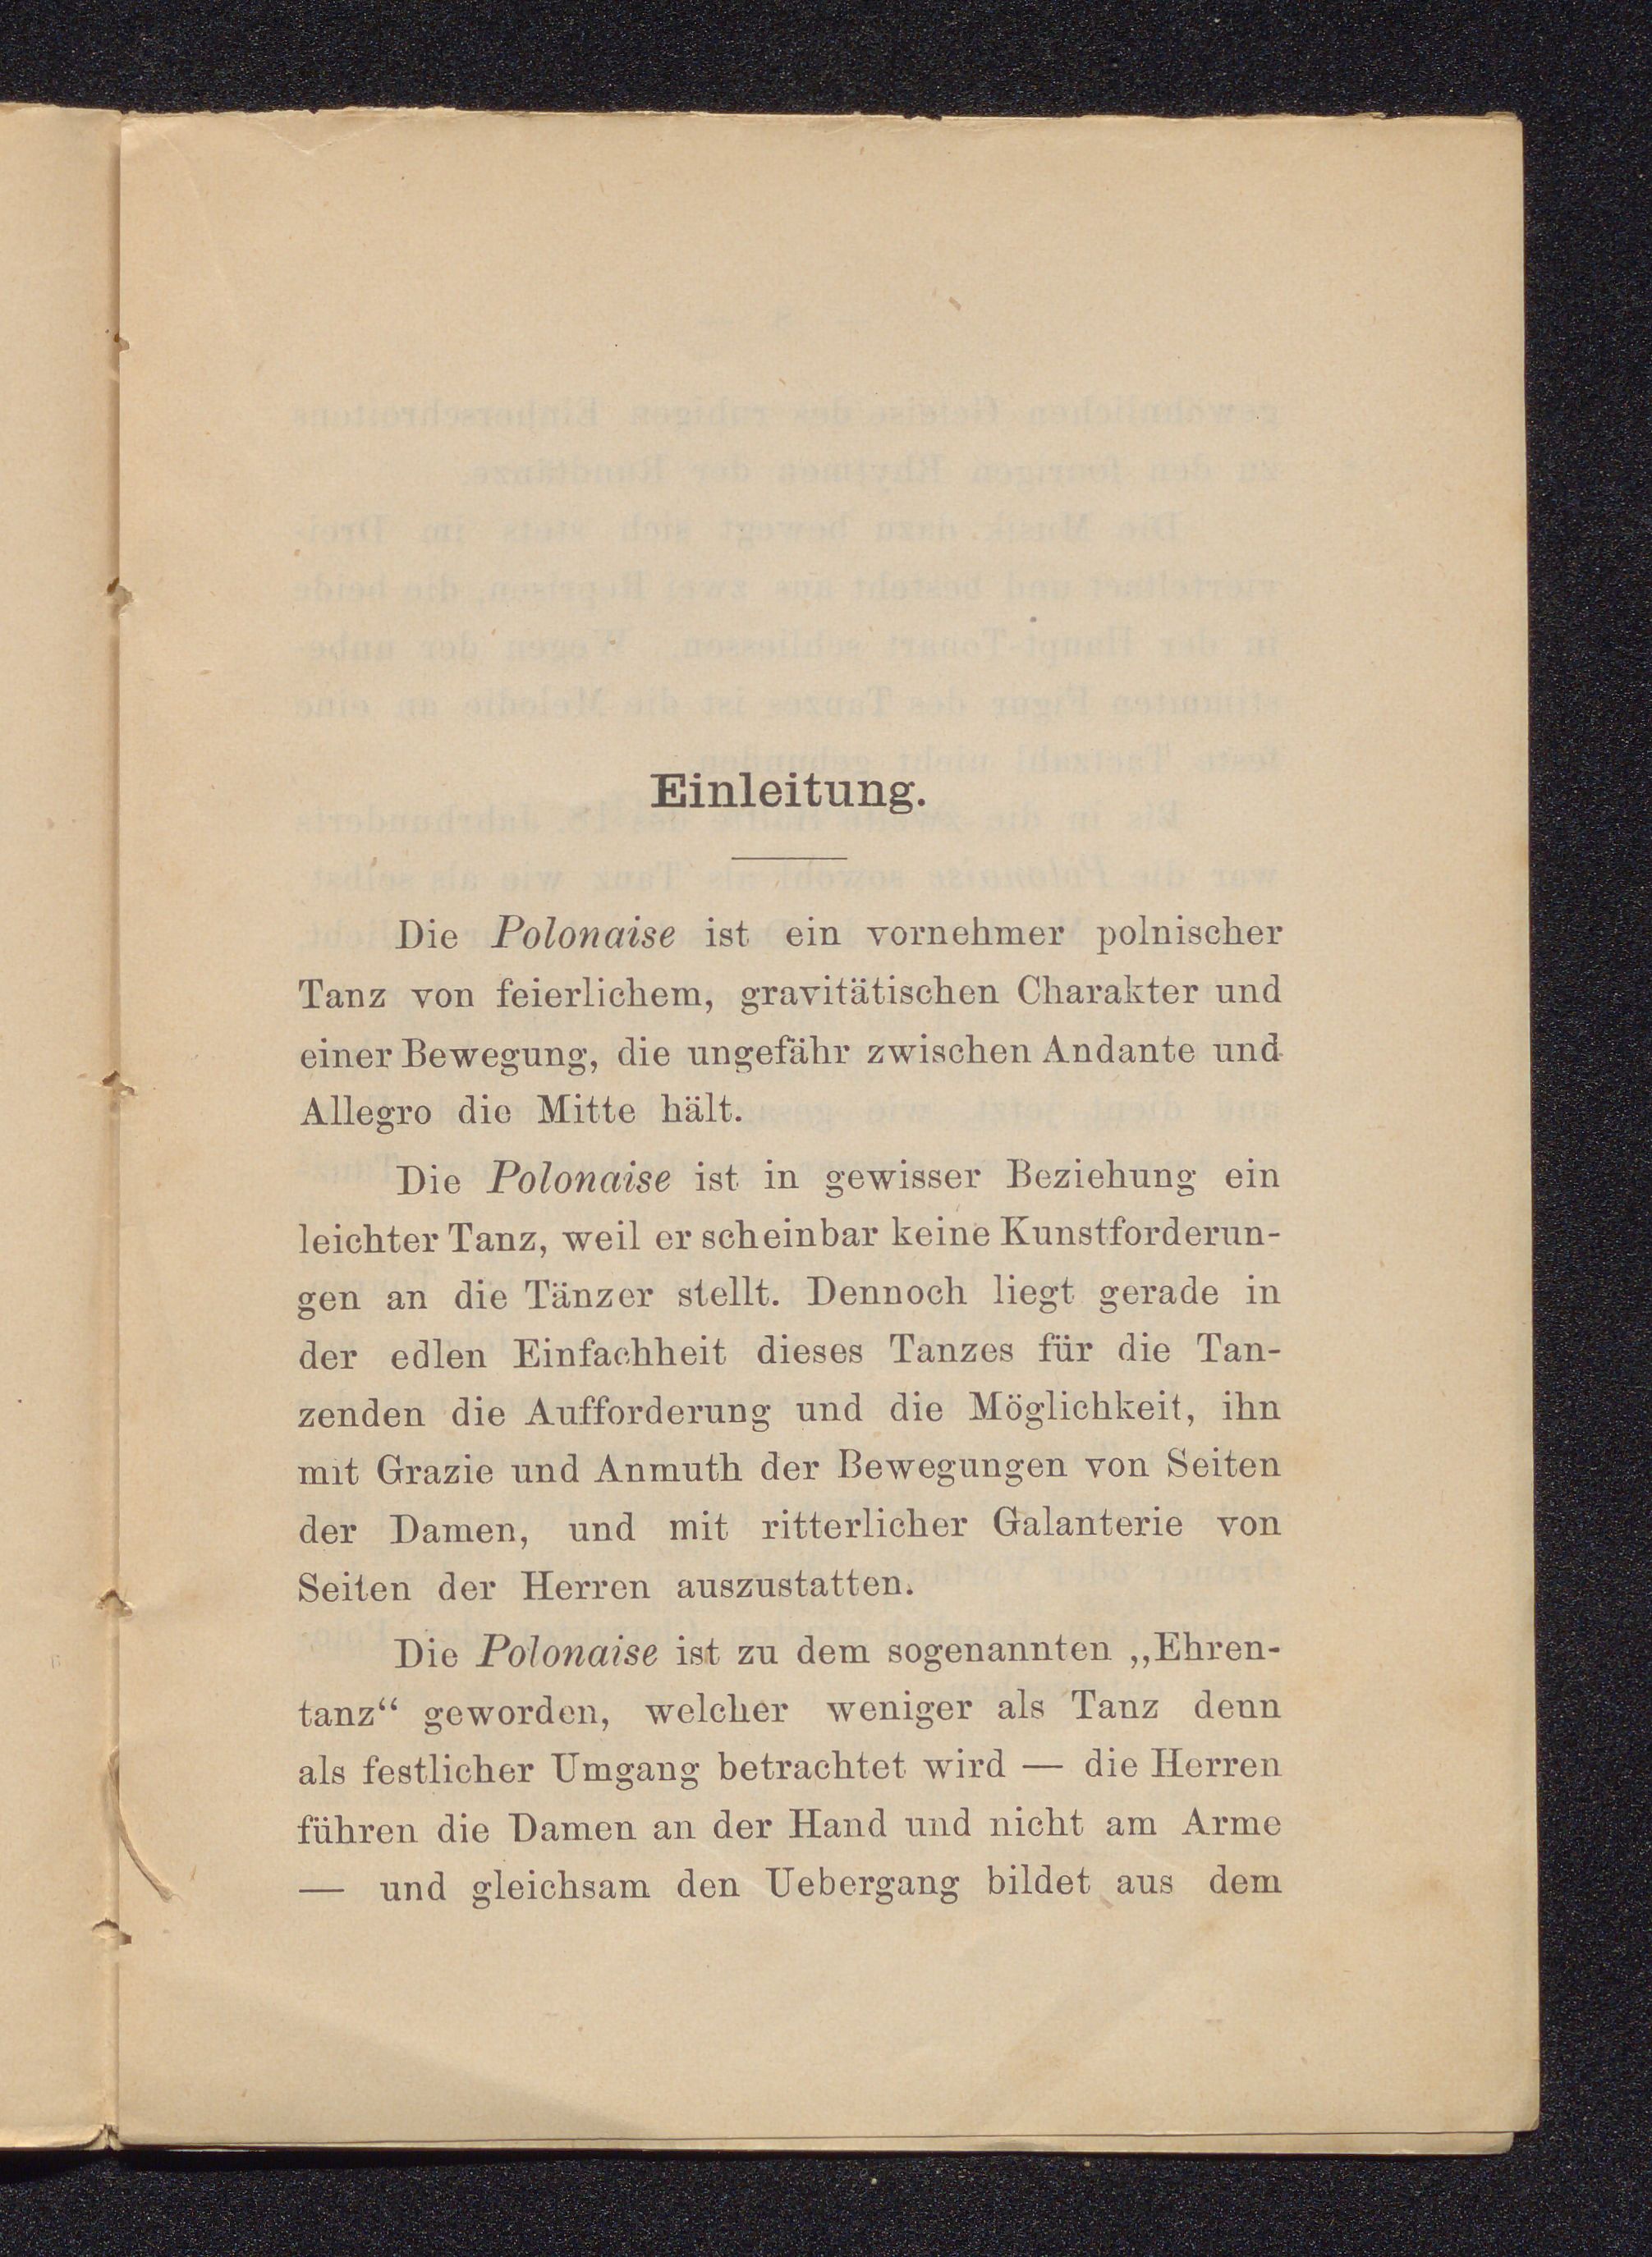 Einleitung.
Die Polonaise ist ein vornehmer polnischer
Tanz von feierlichem, gravitätischen Charakter und
einer Bewegung, die ungefähr zwischen Andante und
Allegro die Mitte hält.
Die Polonaise ist in gewisser Beziehung ein
leichter Tanz, weil er scheinbar keine Kunstforderun-
gen an die Tänzer stellt. Dennoch liegt gerade in
der edlen Einfachheit dieses Tanzes für die Tan-
zenden die Aufforderung und die Möglichkeit, ihn
mit Grazie und Anmuth der Bewegungen von Seiten
der Damen, und mit ritterlicher Galanterie von
Seiten der Herren auszustatten.
Die Polonaise ist zu dem sogenannten „Ehren-
tanz“ geworden, welcher weniger als Tanz denn
als festlicher Umgang betrachtet wird — die Herren
führen die Damen an der Hand und nicht am Arme
— und gleichsam den Uebergang bildet aus dem